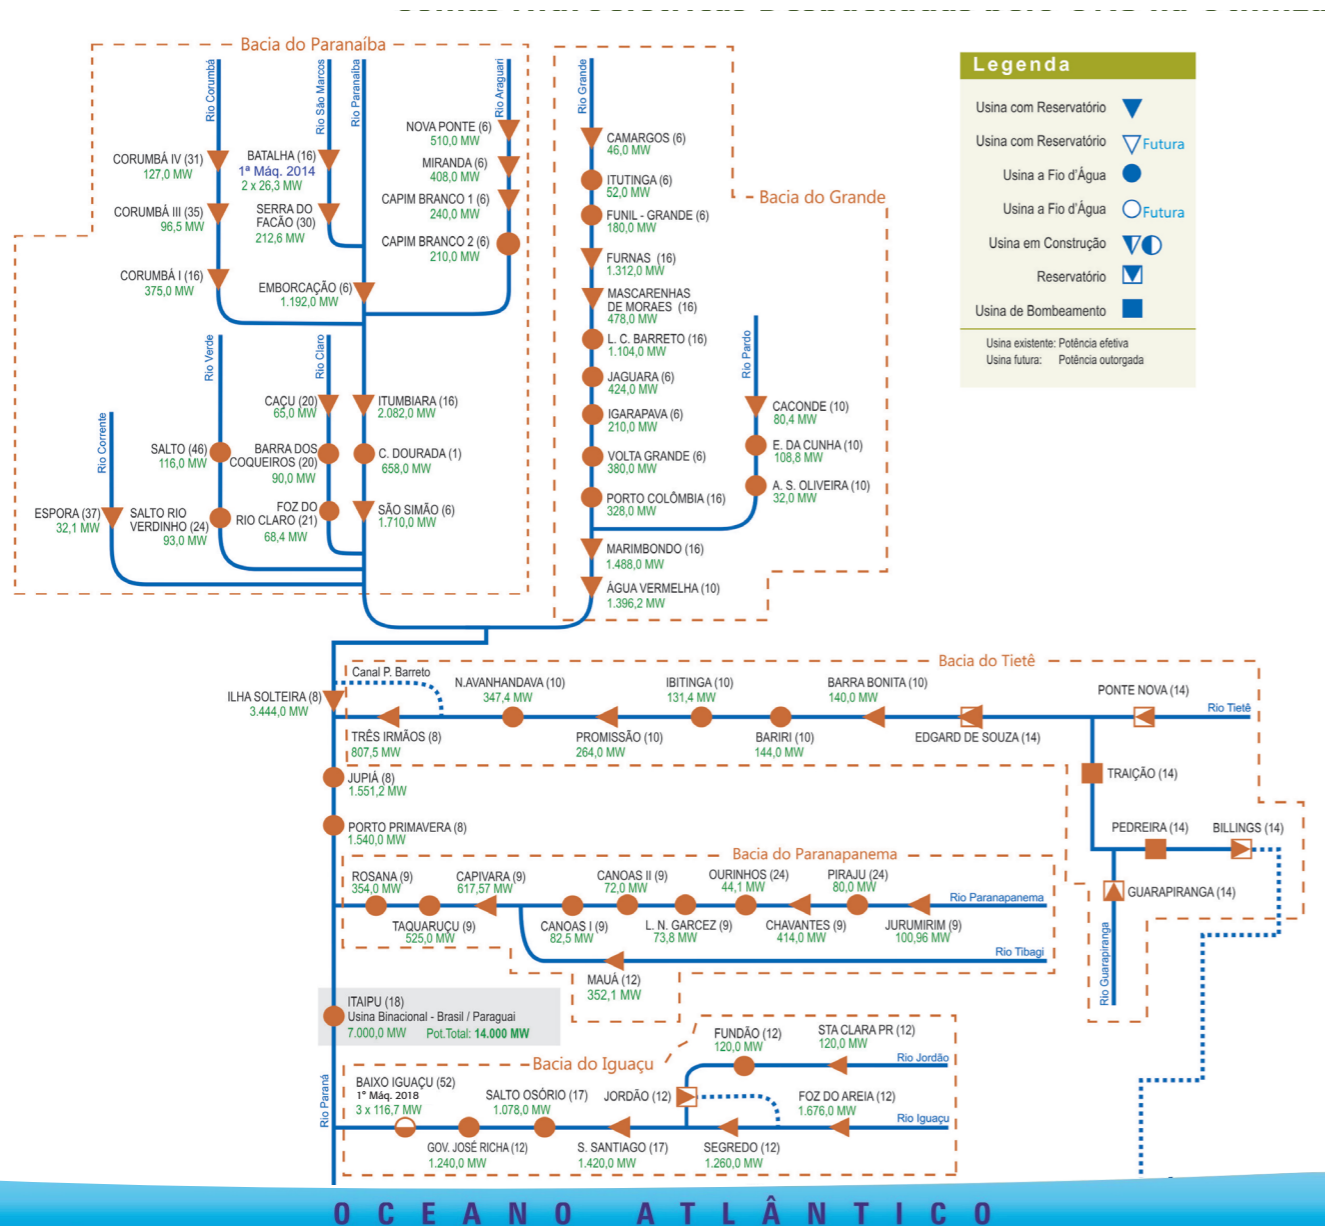 Bacia do Paranaíba
Rio Corumbá
Rio São Marcos
Rio Paranaíba
Rio Araguari
CORUMBÁ IV (31)
127,0 MW
CORUMBÁ III (35)
96,5 MW
CORUMBÁ I (16)
375,0 MW
BATALHA (16)
1ª Máq. 2014
2 x 26,3 MW
SERRA DO
FACÃO (30)
212,6 MW
EMBORCAÇÃO (6)
1.192,0 MW
NOVA PONTE (6)
510,0 MW
MIRANDA (6)
408,0 MW
CAPIM BRANCO 1 (6)
240,0 MW
CAPIM BRANCO 2 (6)
210,0 MW
Rio Verde
Rio Claro
Rio Corrente
ESPORA (37)
32,1 MW
SALTO (46)
116,0 MW
SALTO RIO
VERDINHO (24)
93,0 MW
CAÇU (20)
65,0 MW
BARRA DOS
COQUEIROS (20)
90,0 MW
FOZ DO
RIO CLARO (21)
68,4 MW
ITUMBIARA (16)
2.082,0 MW
C. DOURADA (1)
658,0 MW
SÃO SIMÃO (6)
1.710,0 MW
Bacia do Grande
Rio Grande
CAMARGOS (6)
46,0 MW
ITUTINGA (6)
52,0 MW
FUNIL - GRANDE (6)
180,0 MW
FURNAS (16)
1.312,0 MW
MASCARENHAS
DE MORAES (16)
478,0 MW
L. C. BARRETO (16)
1.104,0 MW
JAGUARA (6)
424,0 MW
IGARAPAVA (6)
210,0 MW
VOLTA GRANDE (6)
380,0 MW
PORTO COLÔMBIA (16)
328,0 MW
MARIMBONDO (16)
1.488,0 MW
ÁGUA VERMELHA (10)
1.396,2 MW
Rio Pardo
CACONDE (10)
80,4 MW
E. DA CUNHA (10)
108,8 MW
A. S. OLIVEIRA (10)
32,0 MW
Legenda
Usina com Reservatório
Usina com Reservatório Futura
Usina a Fio d'Água
Usina a Fio d'Água Futura
Usina em Construção
Reservatório
Usina de Bombeamento
Usina existente: Potência efetiva
Usina futura: Potência outorgada
Bacia do Tietê
Canal P. Barreto
ILHA SOLTEIRA (8)
3.444,0 MW
TRÊS IRMÃOS (8)
807,5 MW
N.AVANHANDAVA (10)
347,4 MW
PROMISSÃO (10)
264,0 MW
IBITINGA (10)
131,4 MW
BARIRI (10)
144,0 MW
BARRA BONITA (10)
140,0 MW
EDGARD DE SOUZA (14)
PONTE NOVA (14)
Rio Tietê
TRAIÇÃO (14)
PEDREIRA (14)
BILLINGS (14)
GUARAPIRANGA (14)
Rio Guarapiranga
JUPIÁ (8)
1.551,2 MW
PORTO PRIMAVERA (8)
1.540,0 MW
Bacia do Paranapanema
ROSANA (9)
354,0 MW
TAQUARUÇU (9)
525,0 MW
CAPIVARA (9)
617,57 MW
CANOAS I (9)
82,5 MW
CANOAS II (9)
72,0 MW
L. N. GARCEZ (9)
73,8 MW
OURINHOS (24)
44,1 MW
CHAVANTES (9)
414,0 MW
PIRAJU (24)
80,0 MW
JURUMIRIM (9)
100,96 MW
Rio Paranapanema
Rio Tibagi
MAUÁ (12)
352,1 MW
ITAIPU (18)
Usina Binacional - Brasil / Paraguai
7.000,0 MW Pot.Total: 14.000 MW
Rio Paraná
Bacia do Iguaçu
FUNDÃO (12)
120,0 MW
STA CLARA PR (12)
120,0 MW
Rio Jordão
JORDÃO (12)
BAIXO IGUAÇU (52)
1º Máq. 2018
3 x 116,7 MW
GOV. JOSÉ RICHA (12)
1.240,0 MW
SALTO OSÓRIO (17)
1.078,0 MW
S. SANTIAGO (17)
1.420,0 MW
SEGREDO (12)
1.260,0 MW
FOZ DO AREIA (12)
1.676,0 MW
Rio Iguaçu
OCEANO ATLÂNTICO